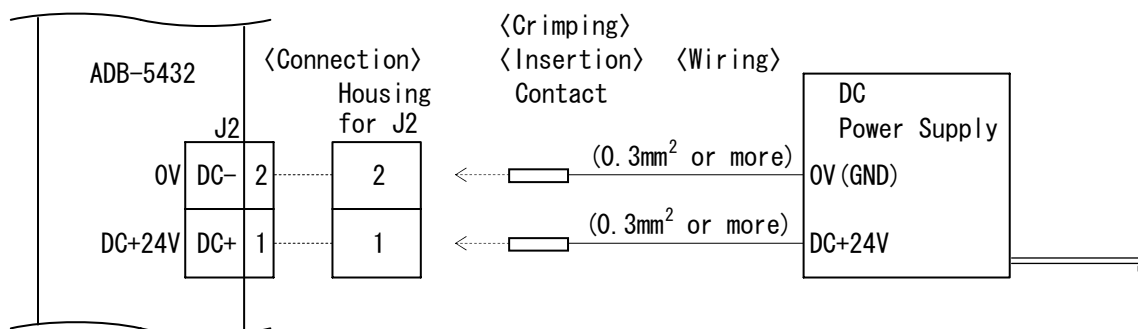 〈Crimping〉
ADB-5432 〈Connection〉 〈Insertion〉 〈Wiring〉
Housing Contact DC
J2 for J2 Power Supply
0V DC- 2 2 (0.3mm² or more) 0V(GND)
DC+24V DC+ 1 1 (0.3mm² or more) DC+24V